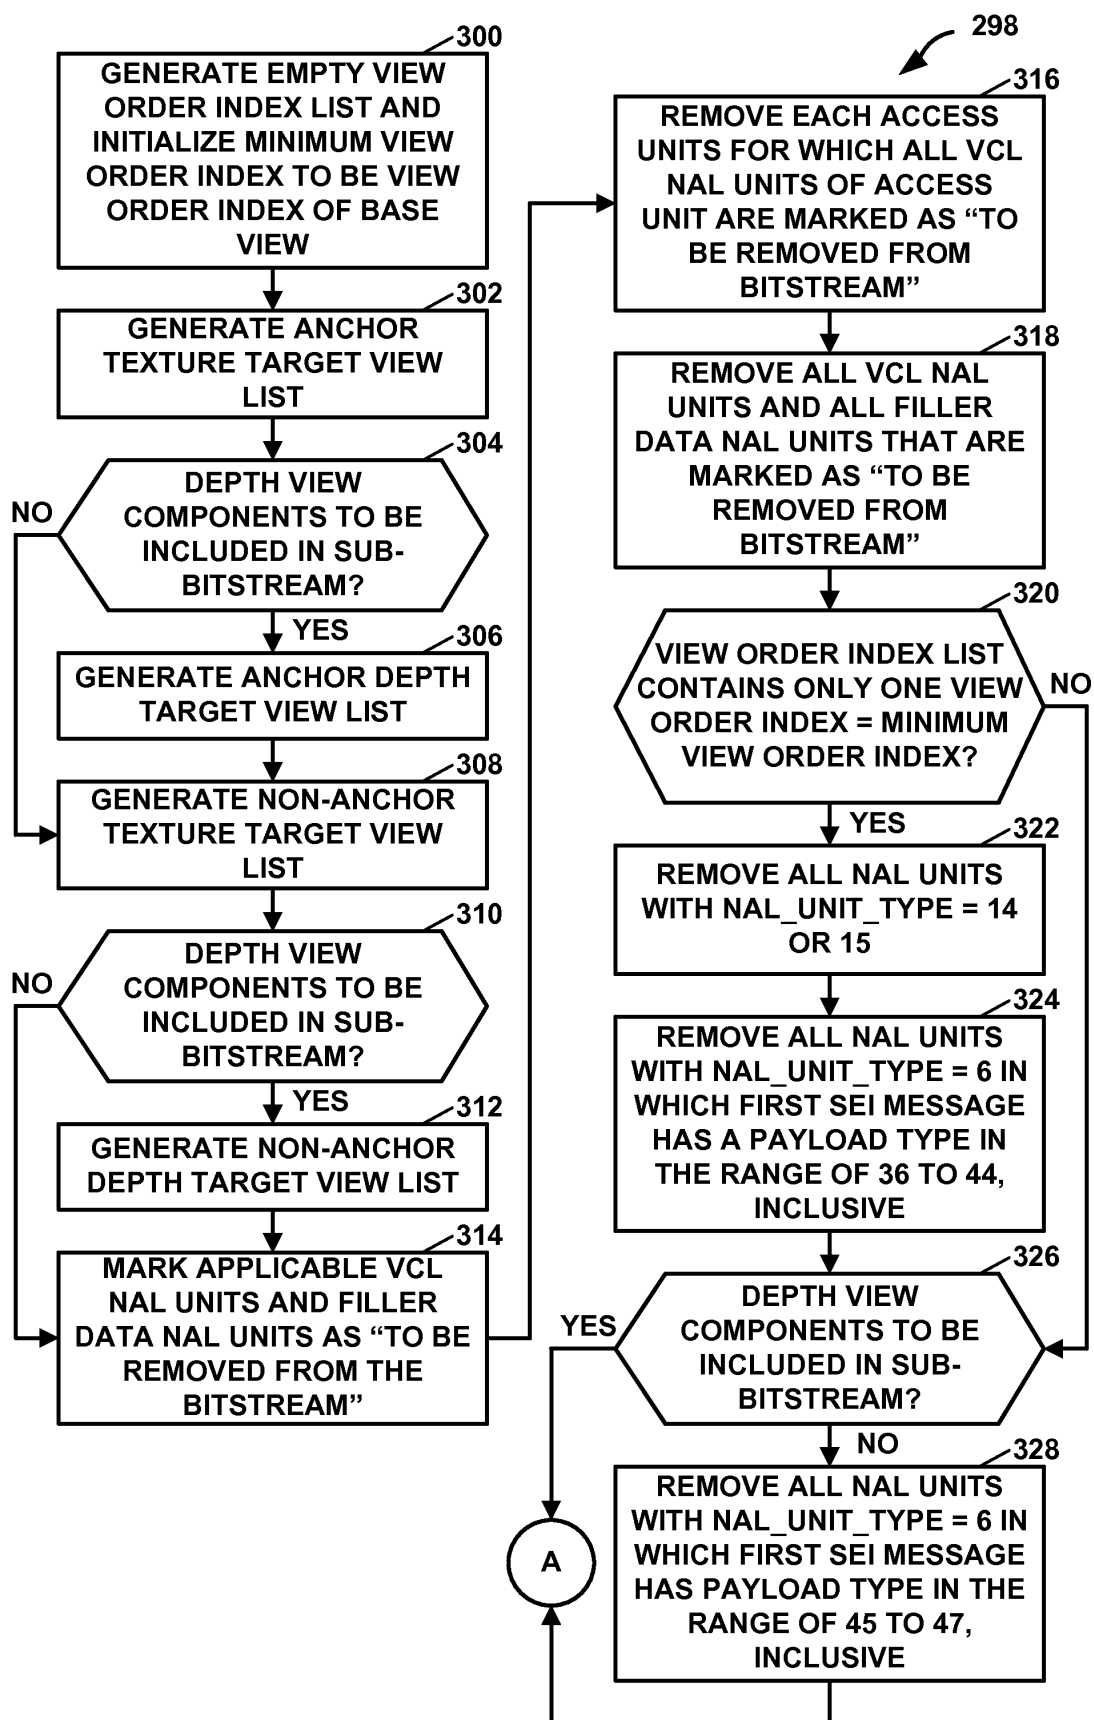 300
GENERATE EMPTY VIEW
ORDER INDEX LIST AND
INITIALIZE MINIMUM VIEW
ORDER INDEX TO BE VIEW
ORDER INDEX OF BASE
VIEW
302
GENERATE ANCHOR
TEXTURE TARGET VIEW
LIST
304
DEPTH VIEW
COMPONENTS TO BE
INCLUDED IN SUB-
BITSTREAM?
NO
YES
306
GENERATE ANCHOR DEPTH
TARGET VIEW LIST
308
GENERATE NON-ANCHOR
TEXTURE TARGET VIEW
LIST
310
DEPTH VIEW
COMPONENTS TO BE
INCLUDED IN SUB-
BITSTREAM?
NO
YES
312
GENERATE NON-ANCHOR
DEPTH TARGET VIEW LIST
314
MARK APPLICABLE VCL
NAL UNITS AND FILLER
DATA NAL UNITS AS “TO BE
REMOVED FROM THE
BITSTREAM”
298
316
REMOVE EACH ACCESS
UNITS FOR WHICH ALL VCL
NAL UNITS OF ACCESS
UNIT ARE MARKED AS “TO
BE REMOVED FROM
BITSTREAM”
318
REMOVE ALL VCL NAL
UNITS AND ALL FILLER
DATA NAL UNITS THAT ARE
MARKED AS “TO BE
REMOVED FROM
BITSTREAM”
320
VIEW ORDER INDEX LIST
CONTAINS ONLY ONE VIEW
ORDER INDEX = MINIMUM
VIEW ORDER INDEX?
NO
YES
322
REMOVE ALL NAL UNITS
WITH NAL_UNIT_TYPE = 14
OR 15
324
REMOVE ALL NAL UNITS
WITH NAL_UNIT_TYPE = 6 IN
WHICH FIRST SEI MESSAGE
HAS A PAYLOAD TYPE IN
THE RANGE OF 36 TO 44,
INCLUSIVE
326
DEPTH VIEW
COMPONENTS TO BE
INCLUDED IN SUB-
BITSTREAM?
YES
NO
328
REMOVE ALL NAL UNITS
WITH NAL_UNIT_TYPE = 6 IN
WHICH FIRST SEI MESSAGE
HAS PAYLOAD TYPE IN THE
RANGE OF 45 TO 47,
INCLUSIVE
A